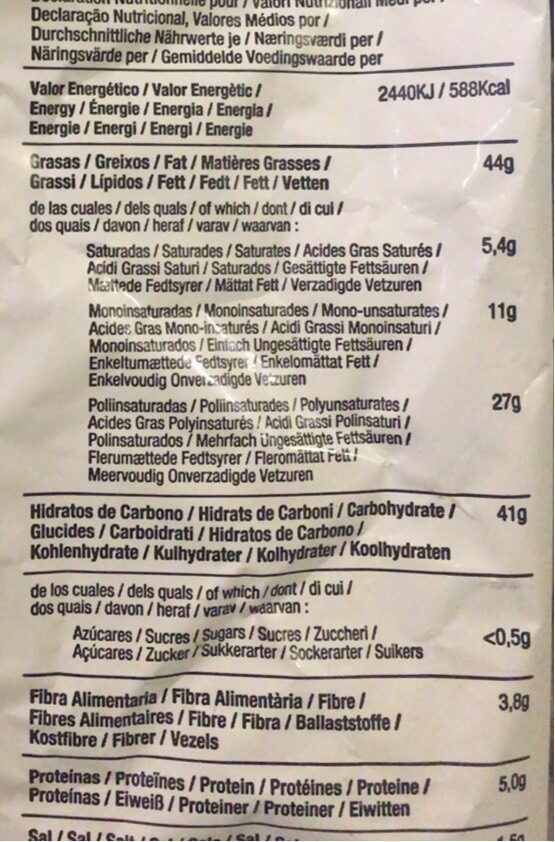 Declaração Nutricional, Valores Médios por /
Durchschnittliche Nährwerte je / Næringsværdi per /
Näringsvärde per / Gemiddelde Voedingswaarde per
Valor Energético / Valor Energètic / 2440KJ / 588Kcal
Energy / Énergie / Energia / Energia /
Energie / Energi / Energi / Energie
Grasas / Greixos / Fat / Matières Grasses / 44g
Grassi / Lípidos / Fett / Fedt / Fett / Vetten
de las cuales / dels quals / of which / dont / di cui /
dos quais / davon / heraf / varav / waarvan :
Saturadas / Saturades / Saturates / Acides Gras Saturés / 5,4g
Acidi Grassi Saturi / Saturados / Gesättigte Fettsäuren /
Mættede Fedtsyrer / Mättat Fett / Verzadigde Vetzuren
Monoinsaturadas / Monoinsaturades / Mono-unsaturates / 11g
Acides Gras Mono-insaturés / Acidi Grassi Monoinsaturi /
Monoinsaturados / Einfach Ungesättigte Fettsäuren /
Enkeltumættede Fedtsyrer / Enkelomättat Fett /
Enkelvoudig Onverzadigde Vetzuren
Poliinsaturadas / Poliinsaturades / Polyunsaturates / 27g
Acides Gras Polyinsaturés / Acidi Grassi Polinsaturi /
Polinsaturados / Mehrfach Ungesättigte Fettsäuren /
Flerumættede Fedtsyrer / Fleromättat Fett /
Meervoudig Onverzadigde Vetzuren
Hidratos de Carbono / Hidrats de Carboni / Carbohydrate / 41g
Glucides / Carboidrati / Hidratos de Carbono /
Kohlenhydrate / Kulhydrater / Kolhydrater / Koolhydraten
de los cuales / dels quals / of which / dont / di cui /
dos quais / davon / heraf / varav / waarvan :
Azúcares / Sucres / Sugars / Sucres / Zuccheri / <0,5g
Açúcares / Zucker / Sukkerarter / Sockerarter / Suikers
Fibra Alimentaria / Fibra Alimentària / Fibre / 3,8g
Fibres Alimentaires / Fibre / Fibra / Ballaststoffe /
Kostfibre / Fibrer / Vezels
Proteínas / Proteïnes / Protein / Protéines / Proteine / 5,0g
Proteínas / Eiweiß / Proteiner / Proteiner / Eiwitten
Sal / Sal / Salt /